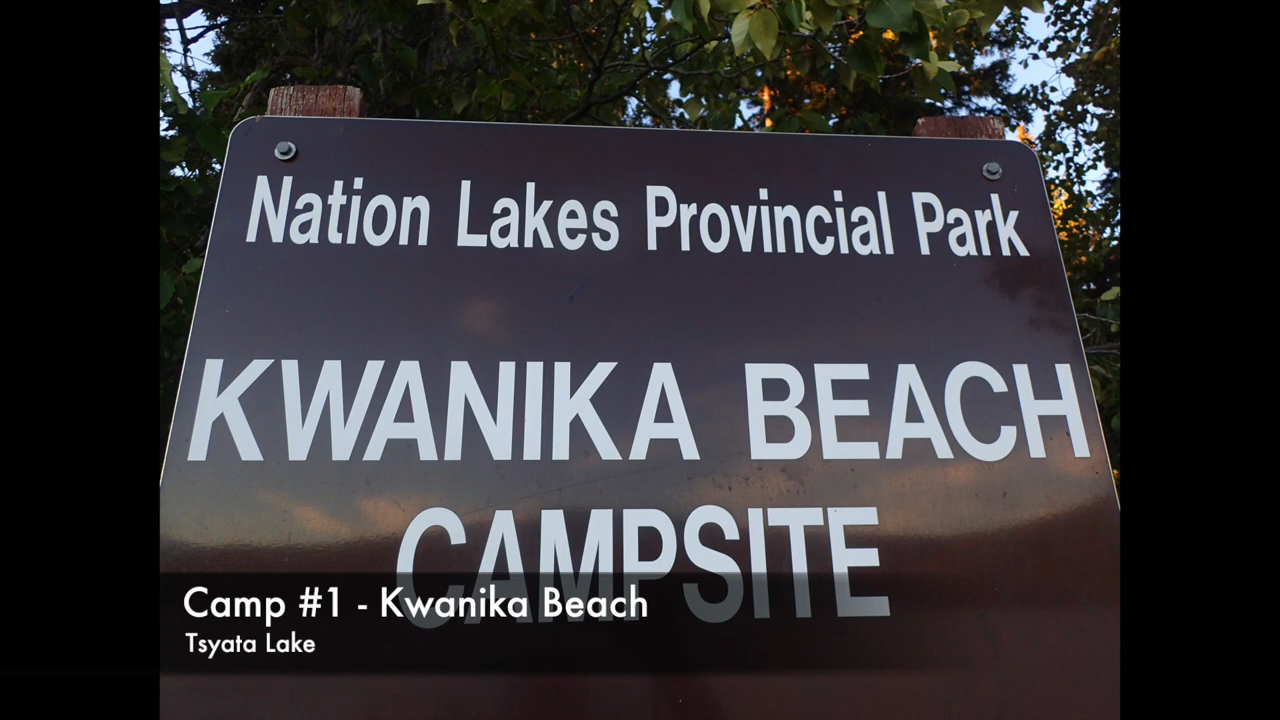 Nation Lakes Provincial Park
KWANIKA BEACH
CAMPSITE
Camp #1 - Kwanika Beach
Tsyata Lake